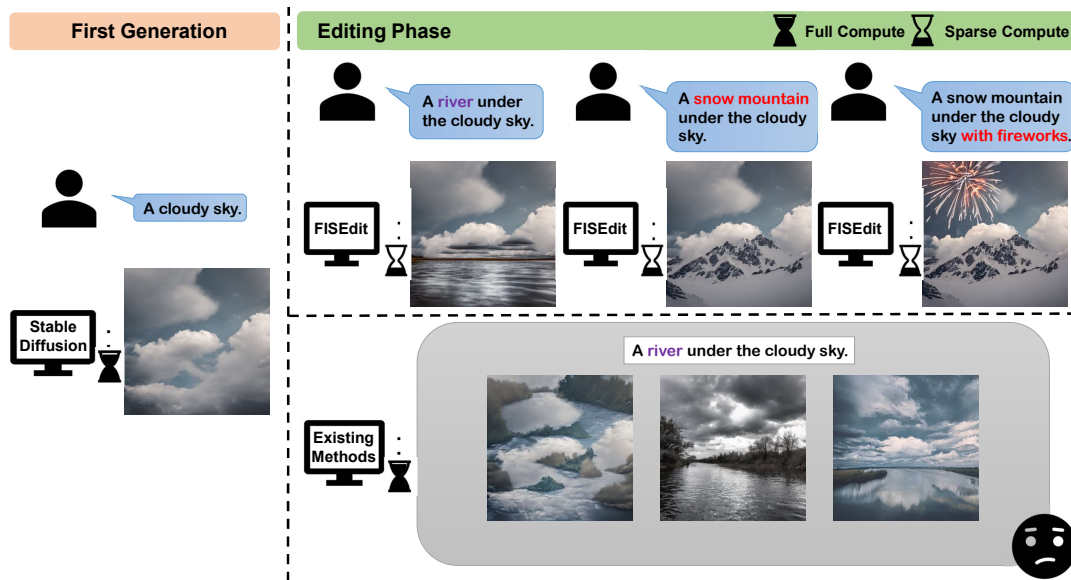 First Generation
Editing Phase
Full Compute
Sparse Compute
A river under
the cloudy sky.
A snow mountain
under the cloudy
sky.
A snow mountain
under the cloudy
sky with fireworks.
A cloudy sky.
FISEdit
FISEdit
FISEdit
Stable
Diffusion
A river under the cloudy sky.
Existing
Methods